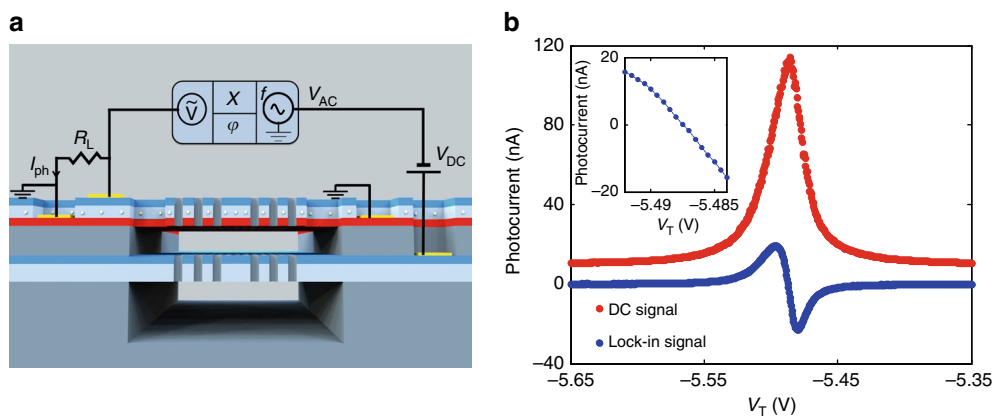 a
V_AC
Ṽ
X
f
φ
R_L
I_ph
V_DC
b
120
80
40
0
−40
Photocurrent (nA)
−5.65
−5.55
−5.45
−5.35
V_T (V)
DC signal
Lock-in signal
20
0
−20
Photocurrent (nA)
−5.49
−5.485
V_T (V)